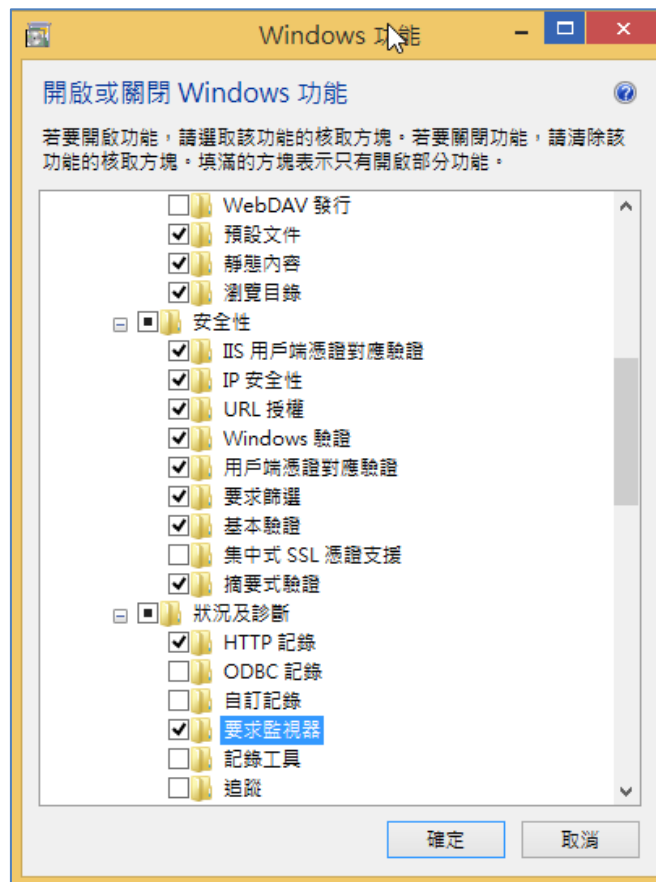 Windows 功能
開啟或關閉 Windows 功能
若要開啟功能，請選取該功能的核取方塊。若要關閉功能，請清除該
功能的核取方塊。填滿的方塊表示只有開啟部分功能。
WebDAV 發行
預設文件
靜態內容
瀏覽目錄
安全性
IIS 用戶端憑證對應驗證
IP 安全性
URL 授權
Windows 驗證
用戶端憑證對應驗證
要求篩選
基本驗證
集中式 SSL 憑證支援
摘要式驗證
狀況及診斷
HTTP 記錄
ODBC 記錄
自訂記錄
要求監視器
記錄工具
追蹤
確定
取消